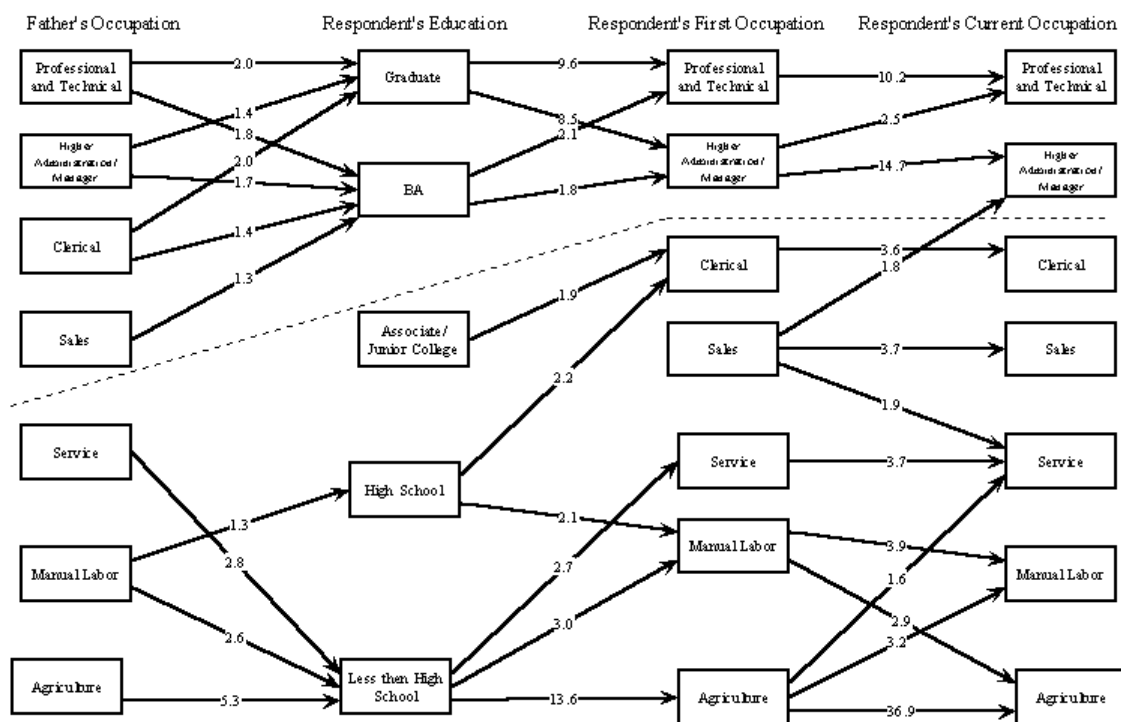 Father's Occupation Respondent's Education Respondent's First Occupation Respondent's Current Occupation
Professional
and Technical
2.0
Graduate
9.6
Professional
and Technical
10.2
Professional
and Technical
1.4
8.5
2.5
1.8
2.1
Higher
Administration/
Manager
2.0
1.7
BA
1.8
Higher
Administration/
Manager
14.7
Higher
Administration/
Manager
Clerical
1.4
Clerical
3.6
Clerical
1.8
1.3
1.9
Sales
Associate/
Junior College
Sales
3.7
Sales
2.2
1.9
Service
High School
Service
3.7
Service
1.3
2.1
2.8
2.7
3.9
Manual Labor
Manual Labor
1.6
Manual Labor
2.6
3.0
2.9
3.2
Agriculture
5.3
Less then High
School
13.6
Agriculture
36.9
Agriculture